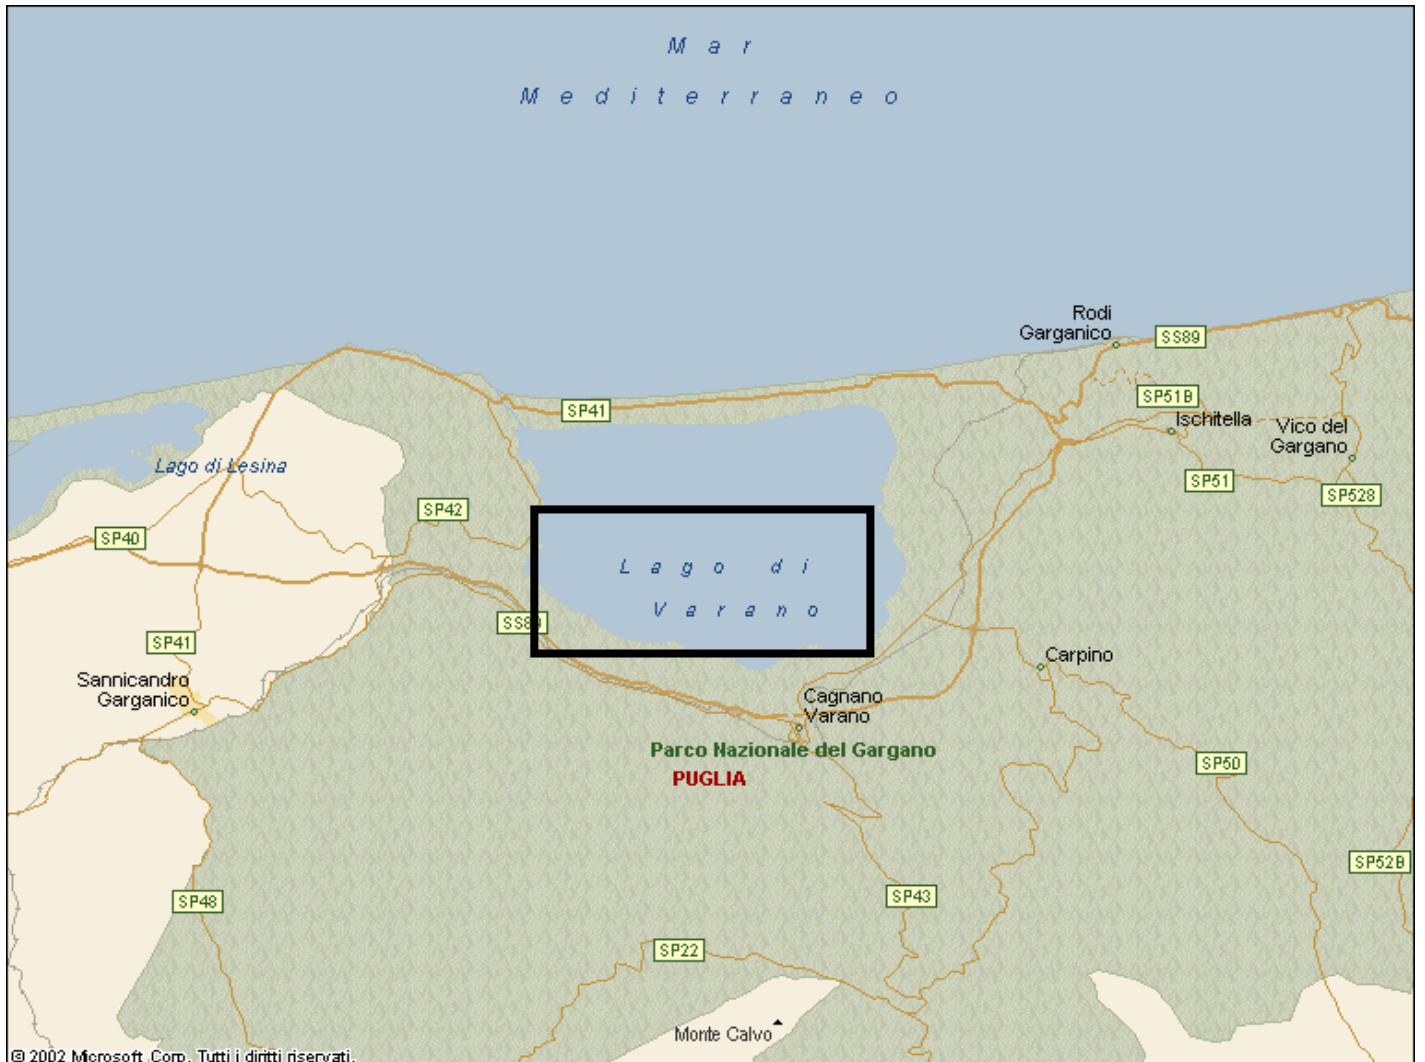 Mar
Mediterraneo
Rodi
Garganico
SS89
SP51B
SP41
Ischitella
Vico del
Gargano
Lago di Lesina
SP51
SP528
SP42
SP40
Lago di
Varano
SS89
SP41
Carpino
Sannicandro
Garganico
Cagnano
Varano
Parco Nazionale del Gargano
PUGLIA
SP50
SP52B
SP43
SP48
SP22
Monte Calvo
© 2002 Microsoft Corp. Tutti i diritti riservati.